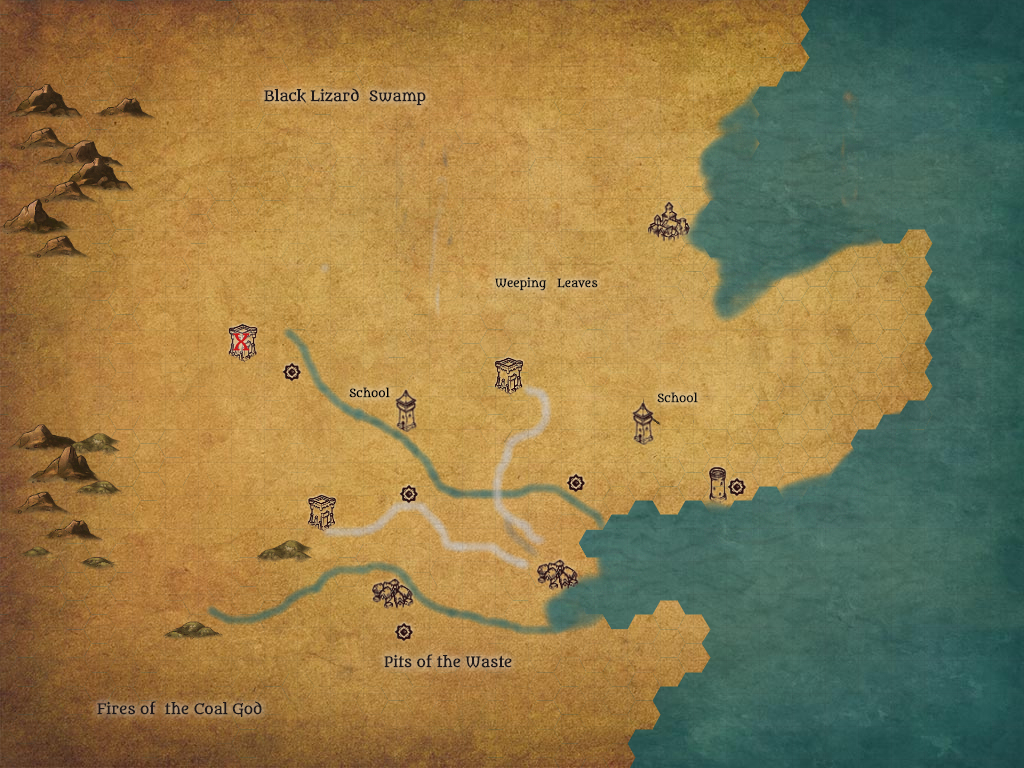 Black Lizard Swamp
Weeping Leaves
School
School
Pits of the Waste
Fires of the Coal God